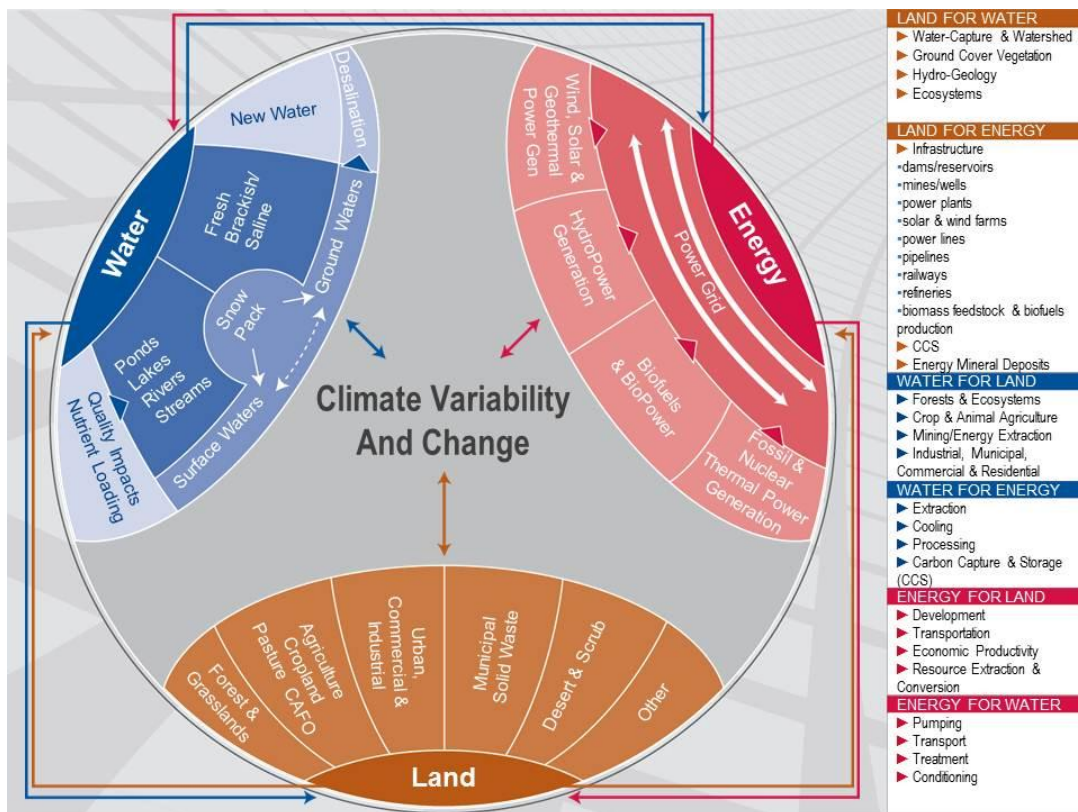 New Water
Desalination
Water
Fresh
Brackish/
Saline
Ground Waters
Snow
Pack
Ponds
Lakes
Rivers
Streams
Surface Waters
Quality Impacts
Nutrient Loading
Wind, Solar &
Geothermal
Power Gen
HydroPower
Generation
Biofuels
& BioPower
Fossil &
Nuclear
Thermal Power
Generation
Power Grid
Energy
Climate Variability
And Change
Forest &
Grasslands
Agriculture
Cropland
Pasture CAFO
Urban,
Commercial &
Industrial
Municipal
Solid Waste
Desert & Scrub
Other
Land
LAND FOR WATER
Water-Capture & Watershed
Ground Cover Vegetation
Hydro-Geology
Ecosystems
LAND FOR ENERGY
Infrastructure
▪dams/reservoirs
▪mines/wells
▪power plants
▪solar & wind farms
▪power lines
▪pipelines
▪railways
▪refineries
▪biomass feedstock & biofuels
production
CCS
Energy Mineral Deposits
WATER FOR LAND
Forests & Ecosystems
Crop & Animal Agriculture
Mining/Energy Extraction
Industrial, Municipal,
Commercial & Residential
WATER FOR ENERGY
Extraction
Cooling
Processing
Carbon Capture & Storage
(CCS)
ENERGY FOR LAND
Development
Transportation
Economic Productivity
Resource Extraction &
Conversion
ENERGY FOR WATER
Pumping
Transport
Treatment
Conditioning